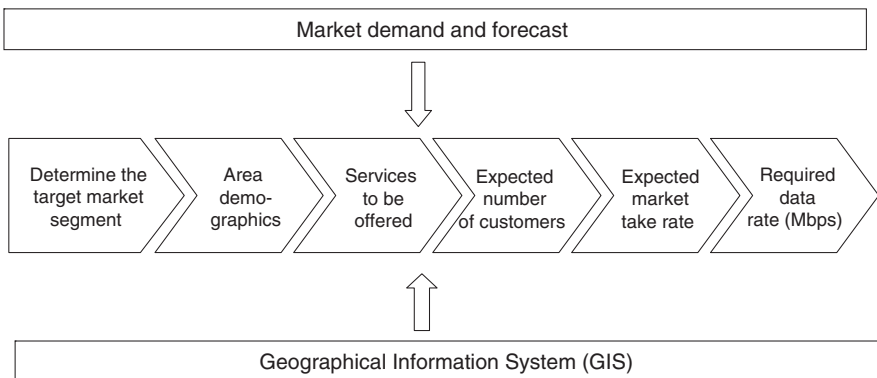 Market demand and forecast
Determine the
target market
segment
Area
demo-
graphics
Services
to be
offered
Expected
number
of customers
Expected
market
take rate
Required
data
rate (Mbps)
Geographical Information System (GIS)